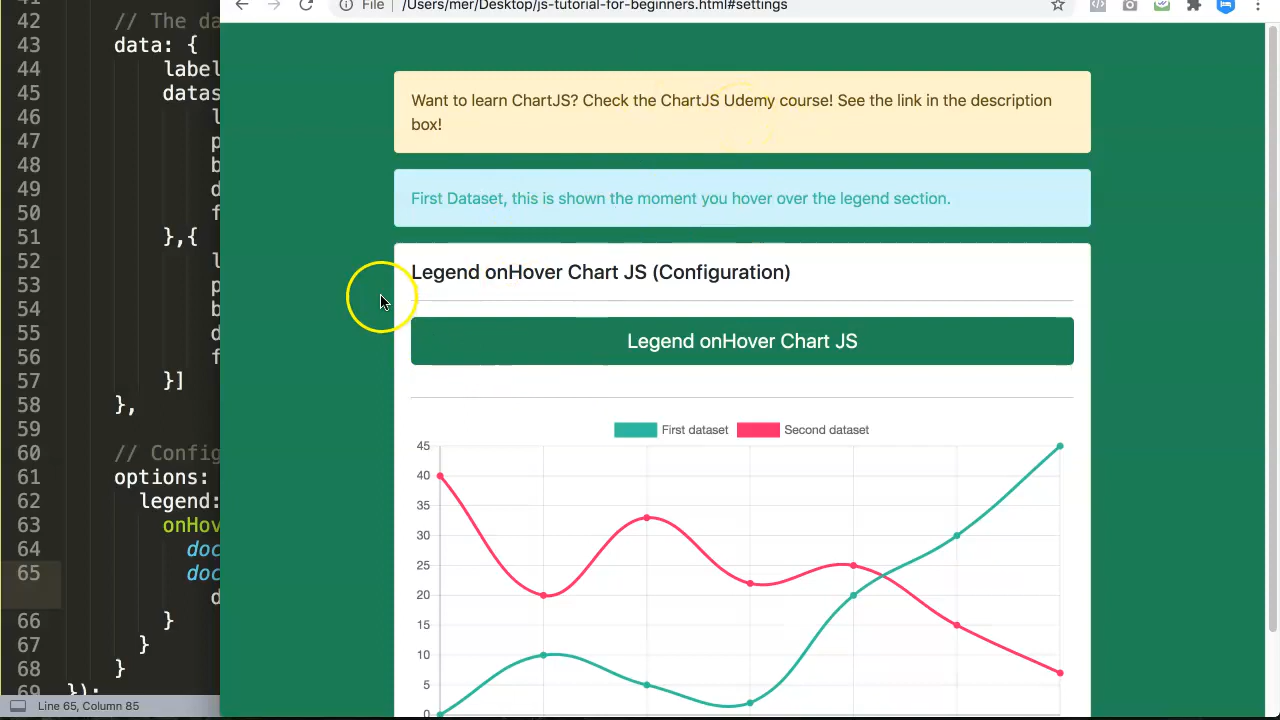 File /Users/mer/Desktop/js-tutorial-for-beginners.html#settings
42 // The da
43 data: {
44 label
45 datas
46 l
47 p
48 b
49 d
50 f
51 },{
52 l
53 p
54 b
55 d
56 f
57 }]
58 },
59
60 // Config
61 options:
62 legend:
63 onHov
64 doc
65 doc
d
66 }
67 }
68 }
69 });
Line 65, Column 85
Want to learn ChartJS? Check the ChartJS Udemy course! See the link in the description
box!
First Dataset, this is shown the moment you hover over the legend section.
Legend onHover Chart JS (Configuration)
Legend onHover Chart JS
First dataset Second dataset
45
40
35
30
25
20
15
10
5
0